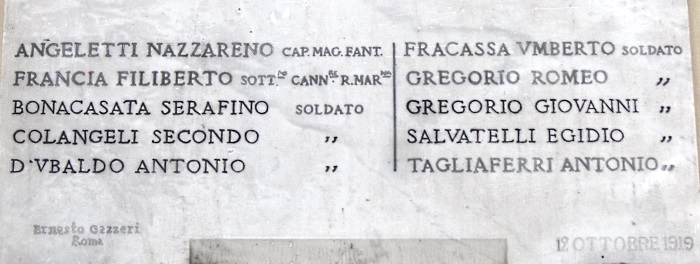 ANGELETTI NAZZARENO CAP. MAG. FANT.
FRANCIA FILIBERTO SOTT.CO CANN.RE R. MAR.NA
BONACASATA SERAFINO SOLDATO
COLANGELI SECONDO „
D'VBALDO ANTONIO „
FRACASSA VMBERTO SOLDATO
GREGORIO ROMEO „
GREGORIO GIOVANNI „
SALVATELLI EGIDIO „
TAGLIAFERRI ANTONIO „
Ernesto Gazzeri
Roma
12 OTTOBRE 1919